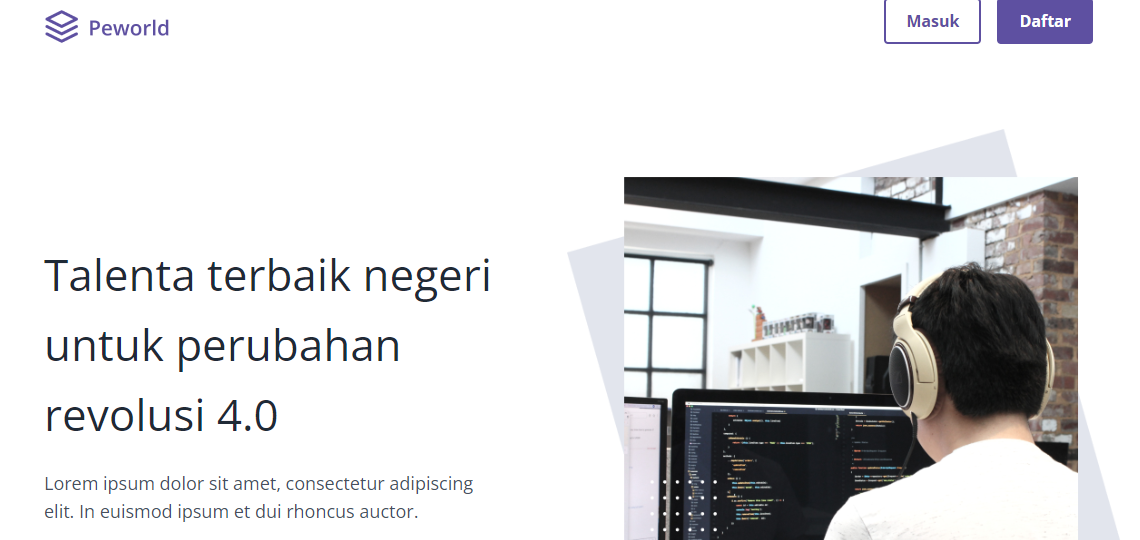 Peworld
Masuk
Daftar
Talenta terbaik negeri
untuk perubahan
revolusi 4.0
Lorem ipsum dolor sit amet, consectetur adipiscing
elit. In euismod ipsum et dui rhoncus auctor.